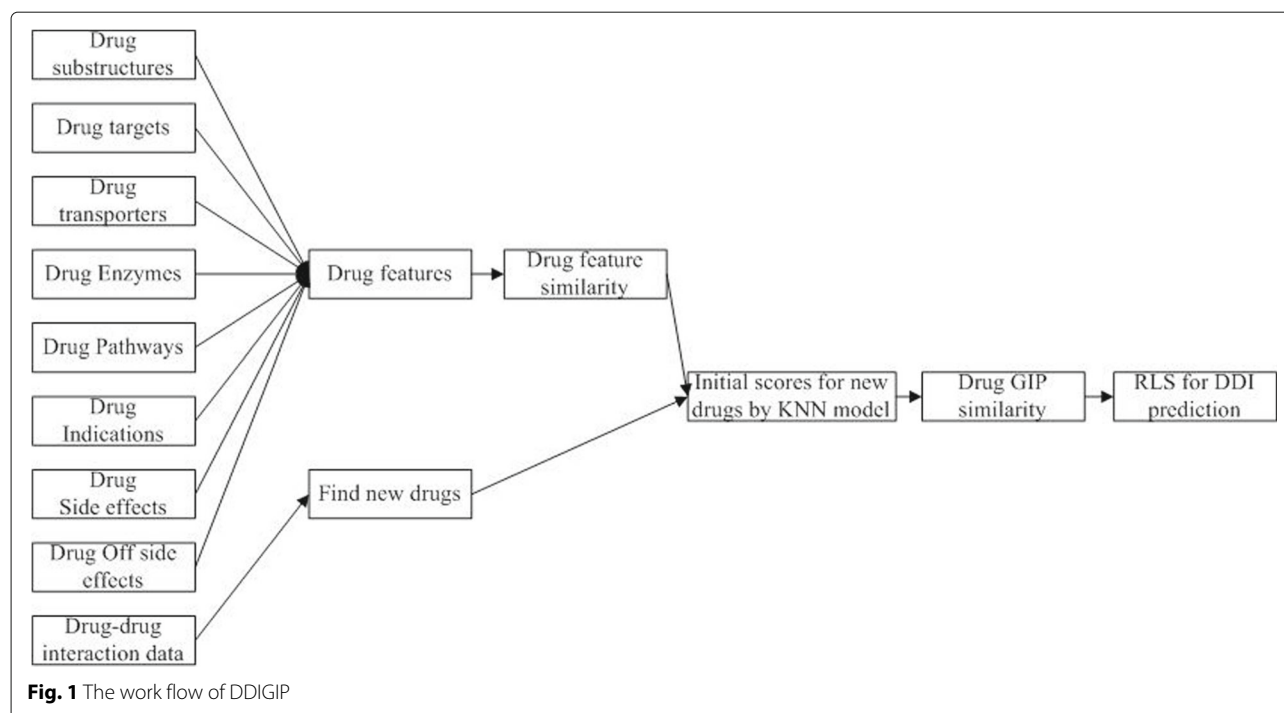 Drug
substructures
Drug targets
Drug
transporters
Drug Enzymes
Drug Pathways
Drug
Indications
Drug
Side effects
Drug Off side
effects
Drug-drug
interaction data
Drug features
Drug feature
similarity
Find new drugs
Initial scores for new
drugs by KNN model
Drug GIP
similarity
RLS for DDI
prediction
Fig. 1 The work flow of DDIGIP